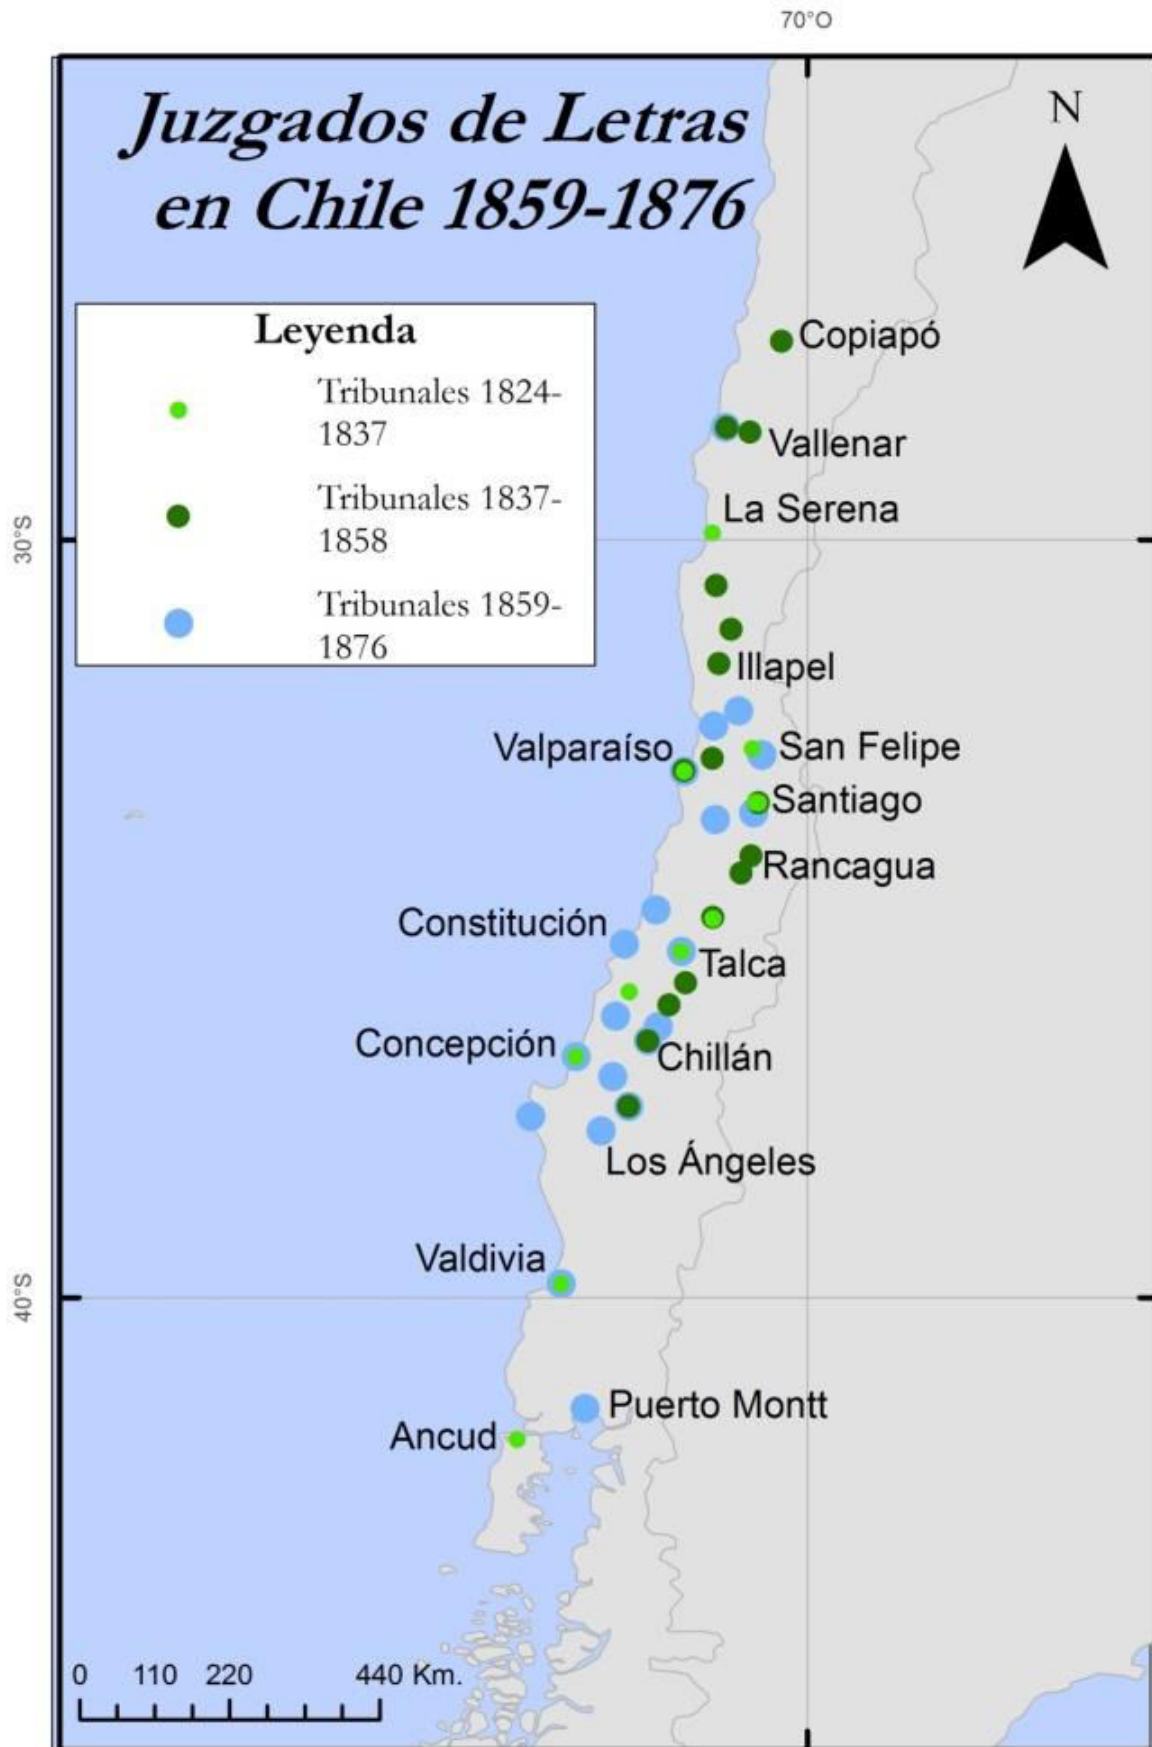 70°O
Juzgados de Letras
en Chile 1859-1876
N
Leyenda
Tribunales 1824-
1837
Tribunales 1837-
1858
Tribunales 1859-
1876
Copiapó
Vallenar
La Serena
30°S
Illapel
Valparaíso
San Felipe
Santiago
Rancagua
Constitución
Talca
Concepción
Chillán
Los Ángeles
Valdivia
40°S
Puerto Montt
Ancud
0 110 220 440 Km.